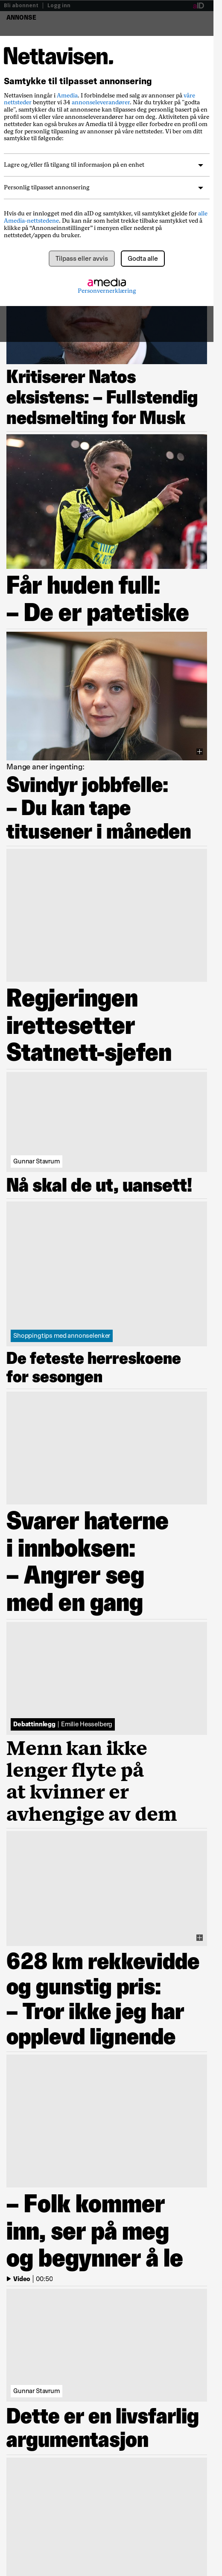 Bli abonnent | Logg inn
ANNONSE
Nettavisen.
Samtykke til tilpasset annonsering
Nettavisen inngår i Amedia. I forbindelse med salg av annonser på våre
nettsteder benytter vi 34 annonseleverandører. Når du trykker på "godta
alle", samtykker du til at annonsene kan tilpasses deg personlig basert på en
profil som vi eller våre annonseleverandører har om deg. Aktiviteten på våre
nettsteder kan også brukes av Amedia til å bygge eller forbedre en profil om
deg for personlig tilpasning av annonser på våre nettsteder. Vi ber om ditt
samtykke til følgende:
Lagre og/eller få tilgang til informasjon på en enhet
Personlig tilpasset annonsering
Hvis du er innlogget med din aID og samtykker, vil samtykket gjelde for alle
Amedia-nettstedene. Du kan når som helst trekke tilbake samtykket ved å
klikke på “Annonseinnstillinger” i menyen eller nederst på
nettstedet/appen du bruker.
Tilpass eller avvis
Godta alle
amedia
Personvernerklæring
Kritiserer Natos
eksistens: – Fullstendig
nedsmelting for Musk
Får huden full:
– De er patetiske
Mange aner ingenting:
Svindyr jobbfelle:
– Du kan tape
titusener i måneden
Regjeringen
irettesetter
Statnett-sjefen
Gunnar Stavrum
Nå skal de ut, uansett!
Shoppingtips med annonselenker
De feteste herreskoene
for sesongen
Svarer haterne
i innboksen:
– Angrer seg
med en gang
Debattinnlegg | Emilie Hesselberg
Menn kan ikke
lenger flyte på
at kvinner er
avhengige av dem
628 km rekkevidde
og gunstig pris:
– Tror ikke jeg har
opplevd lignende
– Folk kommer
inn, ser på meg
og begynner å le
Video | 00:50
Gunnar Stavrum
Dette er en livsfarlig
argumentasjon